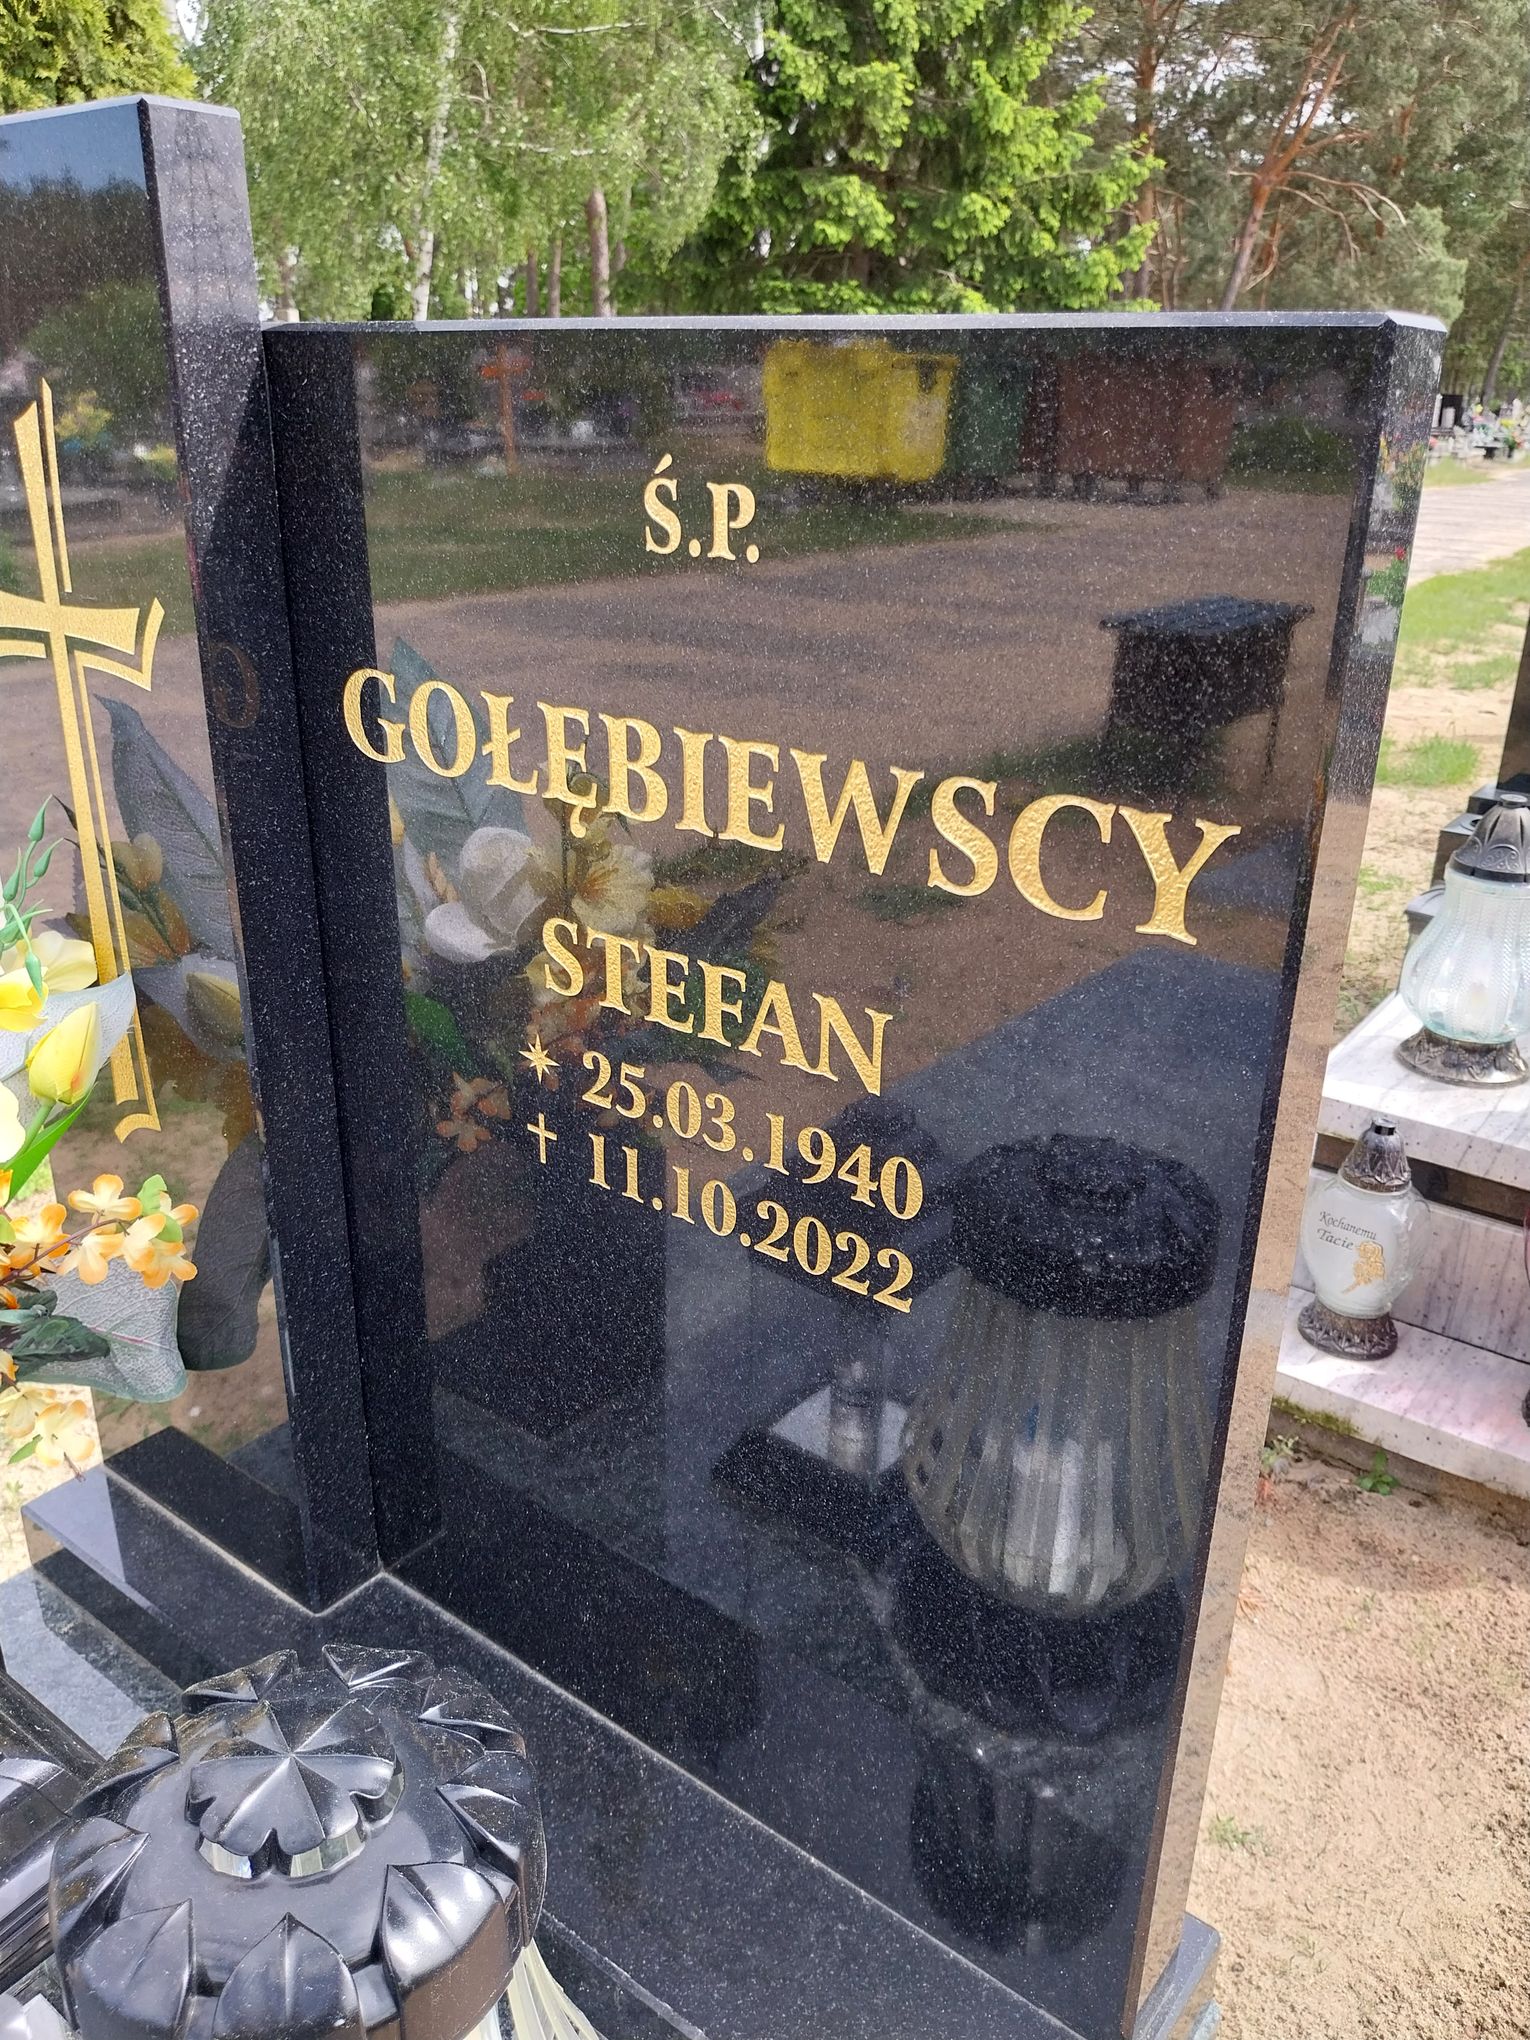 Ś.P.
GOŁĘBIEWSCY
STEFAN
* 25.03.1940
✝ 11.10.2022
Kochanemu
Tacie